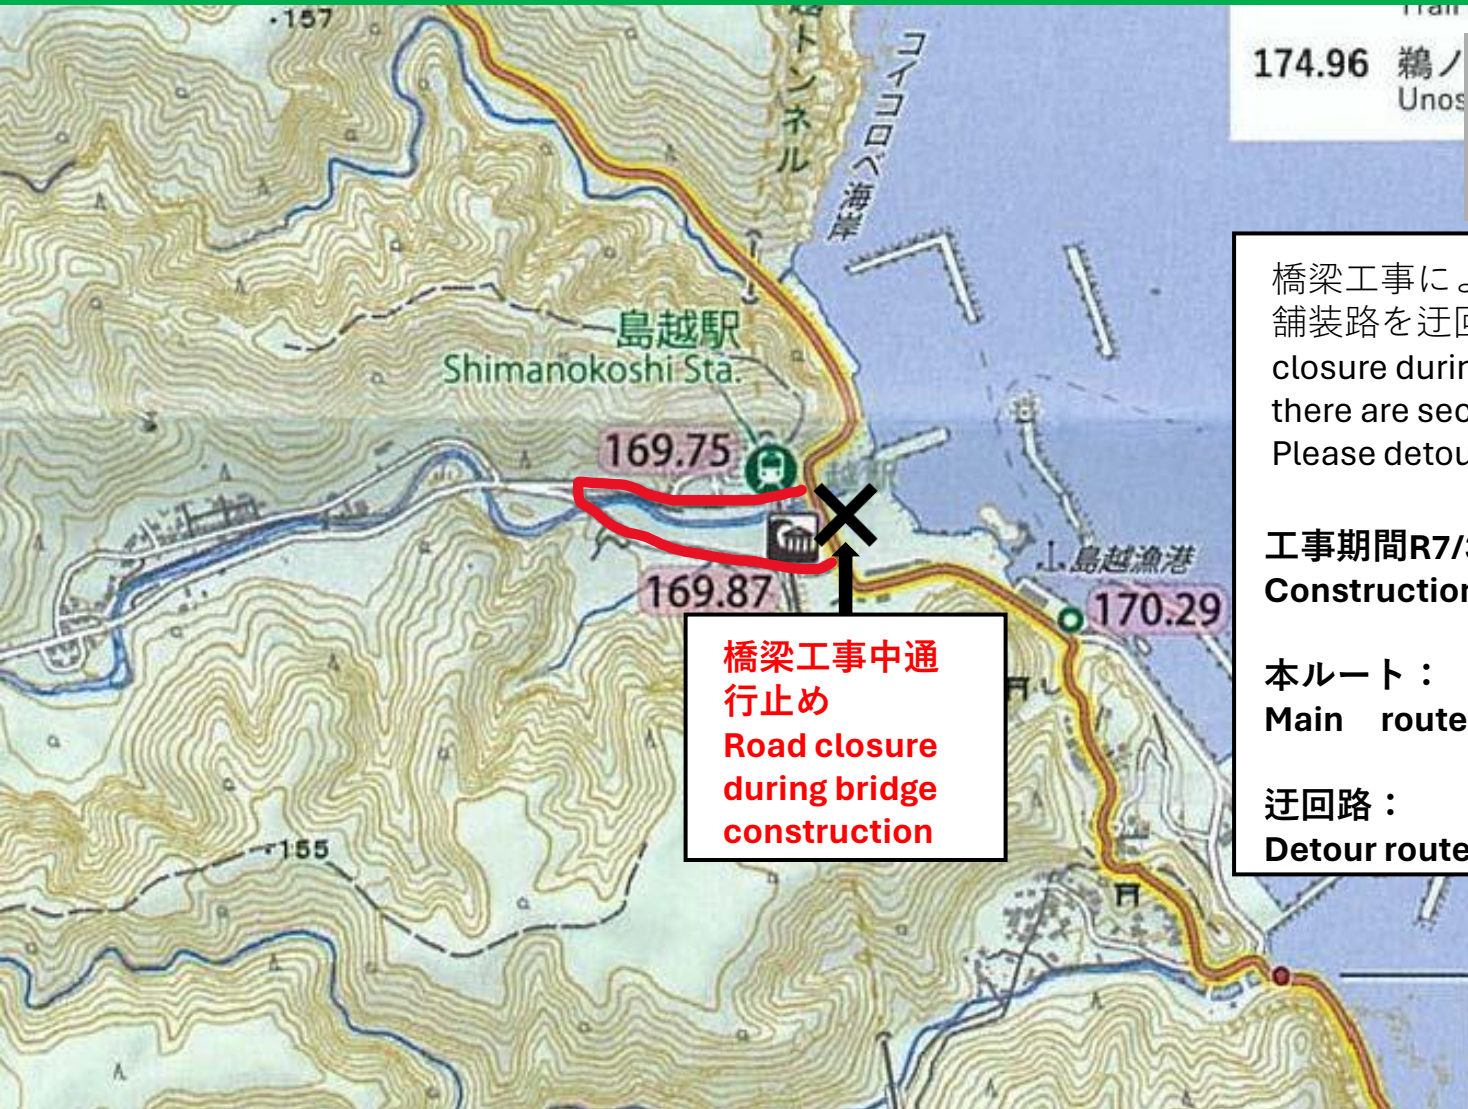 ・157
トンネル
コイコロベ海岸
174.96 鵜ノ
Unos
島越駅
Shimanokoshi Sta.
169.75
島越漁港
169.87
170.29
橋梁工事中通
行止め
Road closure
during bridge
construction
・155
橋梁工事によ
舗装路を迂回
closure durin
there are sec
Please detou
工事期間R7/3
Construction
本ルート：
Main route
迂回路：
Detour route